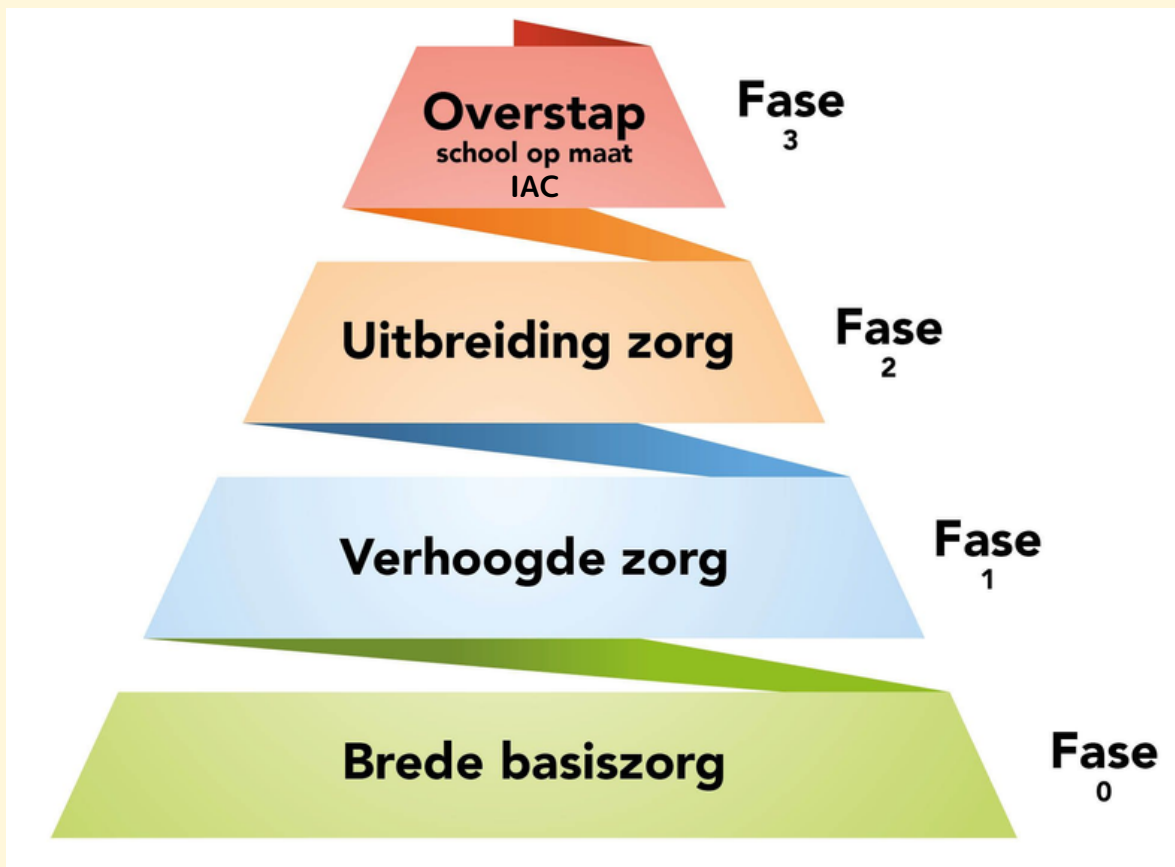 Overstap
school op maat
IAC
Fase
3
Uitbreiding zorg
Fase
2
Verhoogde zorg
Fase
1
Brede basiszorg
Fase
0